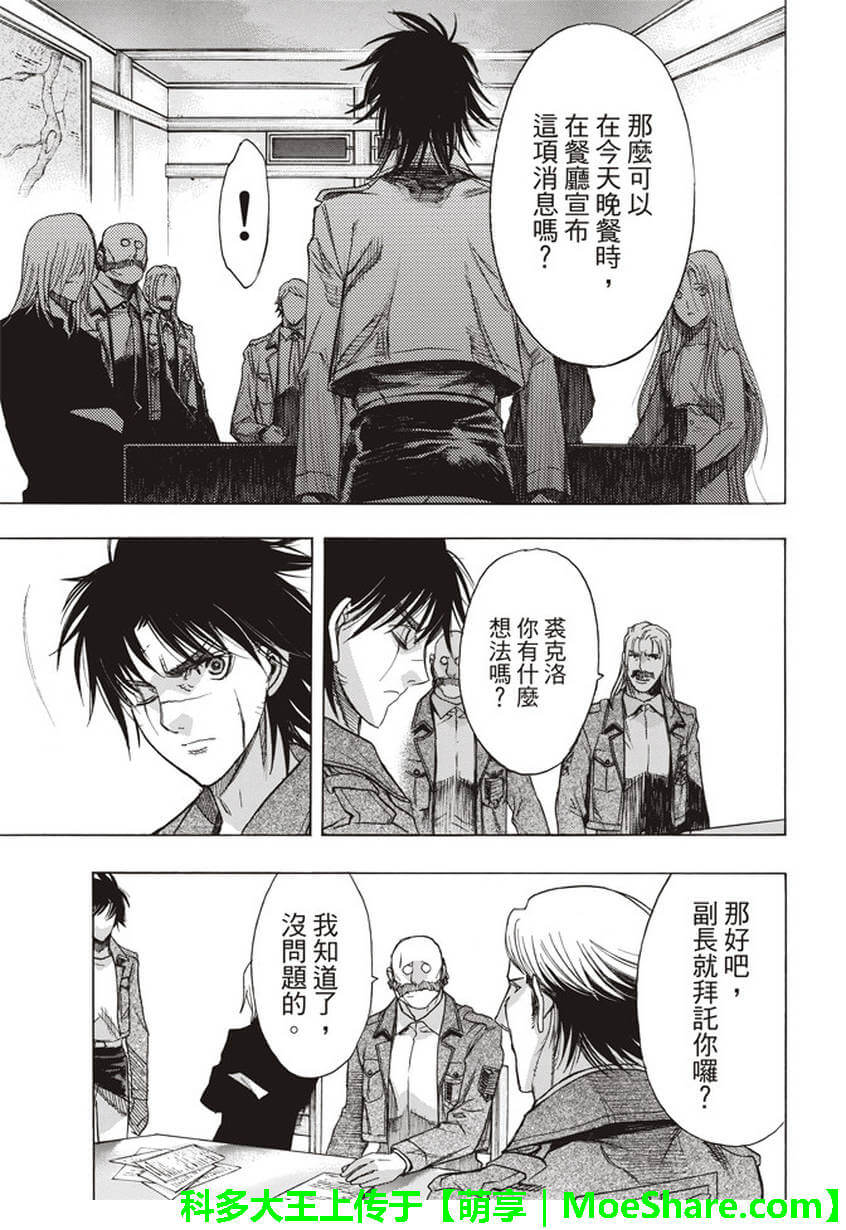 那麼可以
在今天晚餐時，
在餐廳宣布
這項消息嗎？
！
裘克洛
你有什麼
想法嗎？
那好吧，
副長就拜託你囉？
我知道了，
沒問題的。
科多大王上传于【萌享｜MoeShare.com】